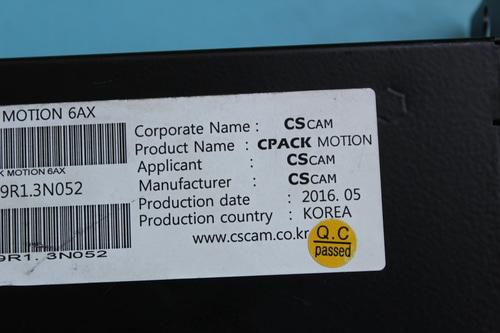 MOTION 6AX
K MOTION 6AX
9R1.3N052
9R1. 3N052
Corporate Name : CSCAM
Product Name : CPACK MOTION
Applicant : CSCAM
Manufacturer : CSCAM
Production date : 2016. 05
Production country : KOREA
www.cscam.co.kr
Q.C
passed